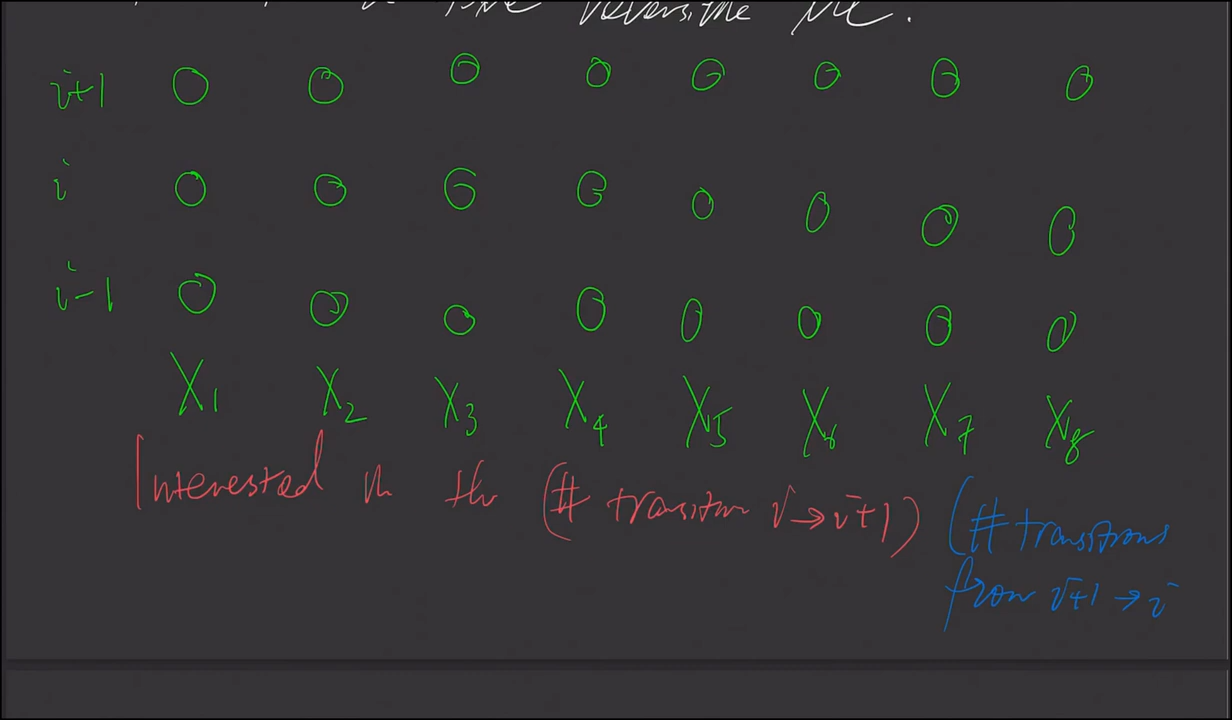 reversible MC.
i+1
i
i-1
X1 X2 X3 X4 X5 X6 X7 X8
Interested in the (# transition i→i+1) (# transitions
from i+1 → i